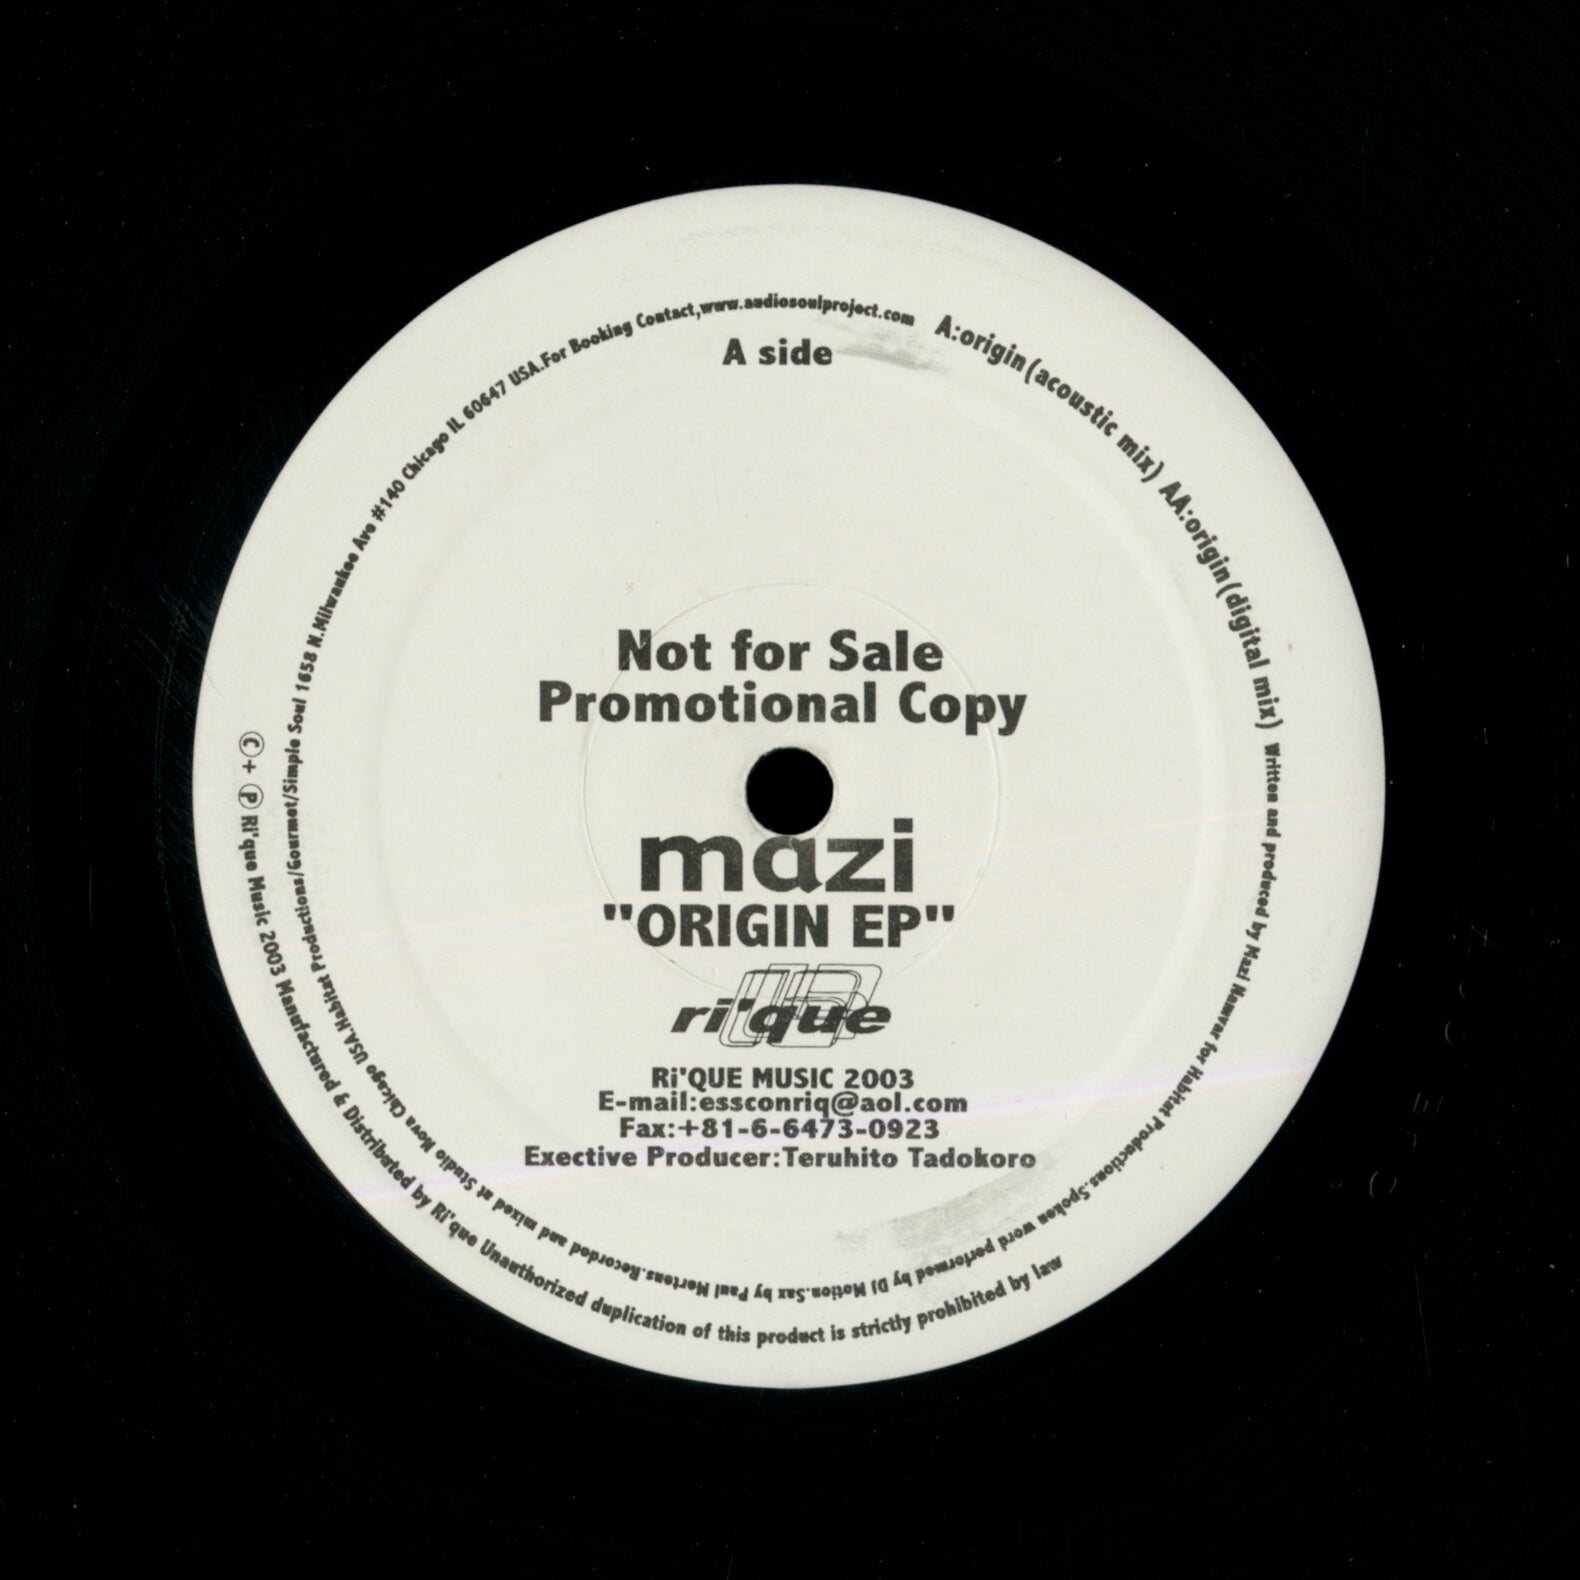 A side
Not for Sale
Promotional Copy
mazi
"ORIGIN EP"
ri'que
Ri'QUE MUSIC 2003
E-mail:essconriq@aol.com
Fax:+81-6-6473-0923
Exective Producer:Teruhito Tadokoro
A:origin(acoustic mix) AA:origin(digital mix) Written and produced by Mazi Namvar for Habitat Productions.Spoken word performed by DJ Motion.Sax by Paul Mertens.Recorded and mixed at Studio Nova Chicago USA.Habitat Productions/Gourmet/Simple Soul 1658 N.Milwaukee Ave #140 Chicago IL 60647 USA.For Booking Contact,www.audiosoulproject.com
Ⓒ+ Ⓟ Ri'que Music 2003 Manufactured & Distributed by Ri'que Unauthorized duplication of this product is strictly prohibited by law